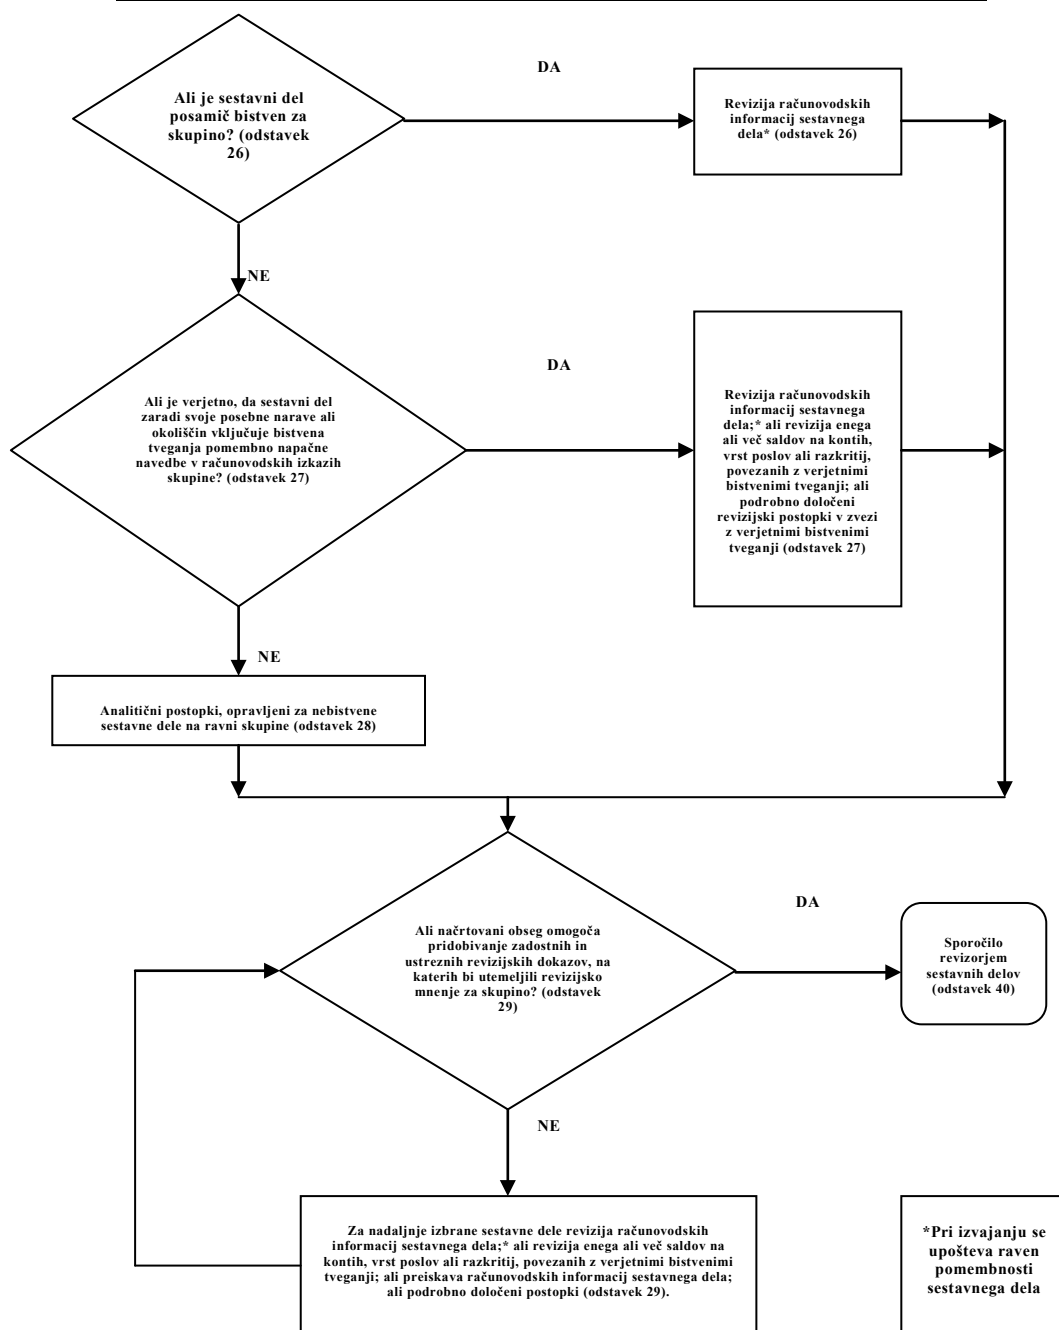 DA
Ali je sestavni del
posamič bistven za
skupino? (odstavek
26)
Revizija računovodskih
informacij sestavnega
dela* (odstavek 26)
NE
DA
Ali je verjetno, da sestavni del
zaradi svoje posebne narave ali
okoliščin vključuje bistvena
tveganja pomembno napačne
navedbe v računovodskih izkazih
skupine? (odstavek 27)
Revizija računovodskih
informacij sestavnega
dela;* ali revizija enega
ali več saldov na kontih,
vrst poslov ali razkritij,
povezanih z verjetnimi
bistvenimi tveganji; ali
podrobno določeni
revizijski postopki v zvezi
z verjetnimi bistvenimi
tveganji (odstavek 27)
NE
Analitični postopki, opravljeni za nebistvene
sestavne dele na ravni skupine (odstavek 28)
DA
Ali načrtovani obseg omogoča
pridobivanje zadostnih in
ustreznih revizijskih dokazov, na
katerih bi utemeljili revizijsko
mnenje za skupino? (odstavek
29)
Sporočilo
revizorjem
sestavnih delov
(odstavek 40)
NE
Za nadaljnje izbrane sestavne dele revizija računovodskih
informacij sestavnega dela;* ali revizija enega ali več saldov na
kontih, vrst poslov ali razkritij, povezanih z verjetnimi bistvenimi
tveganji; ali preiskava računovodskih informacij sestavnega dela;
ali podrobno določeni postopki (odstavek 29).
*Pri izvajanju se
upošteva raven
pomembnosti
sestavnega dela